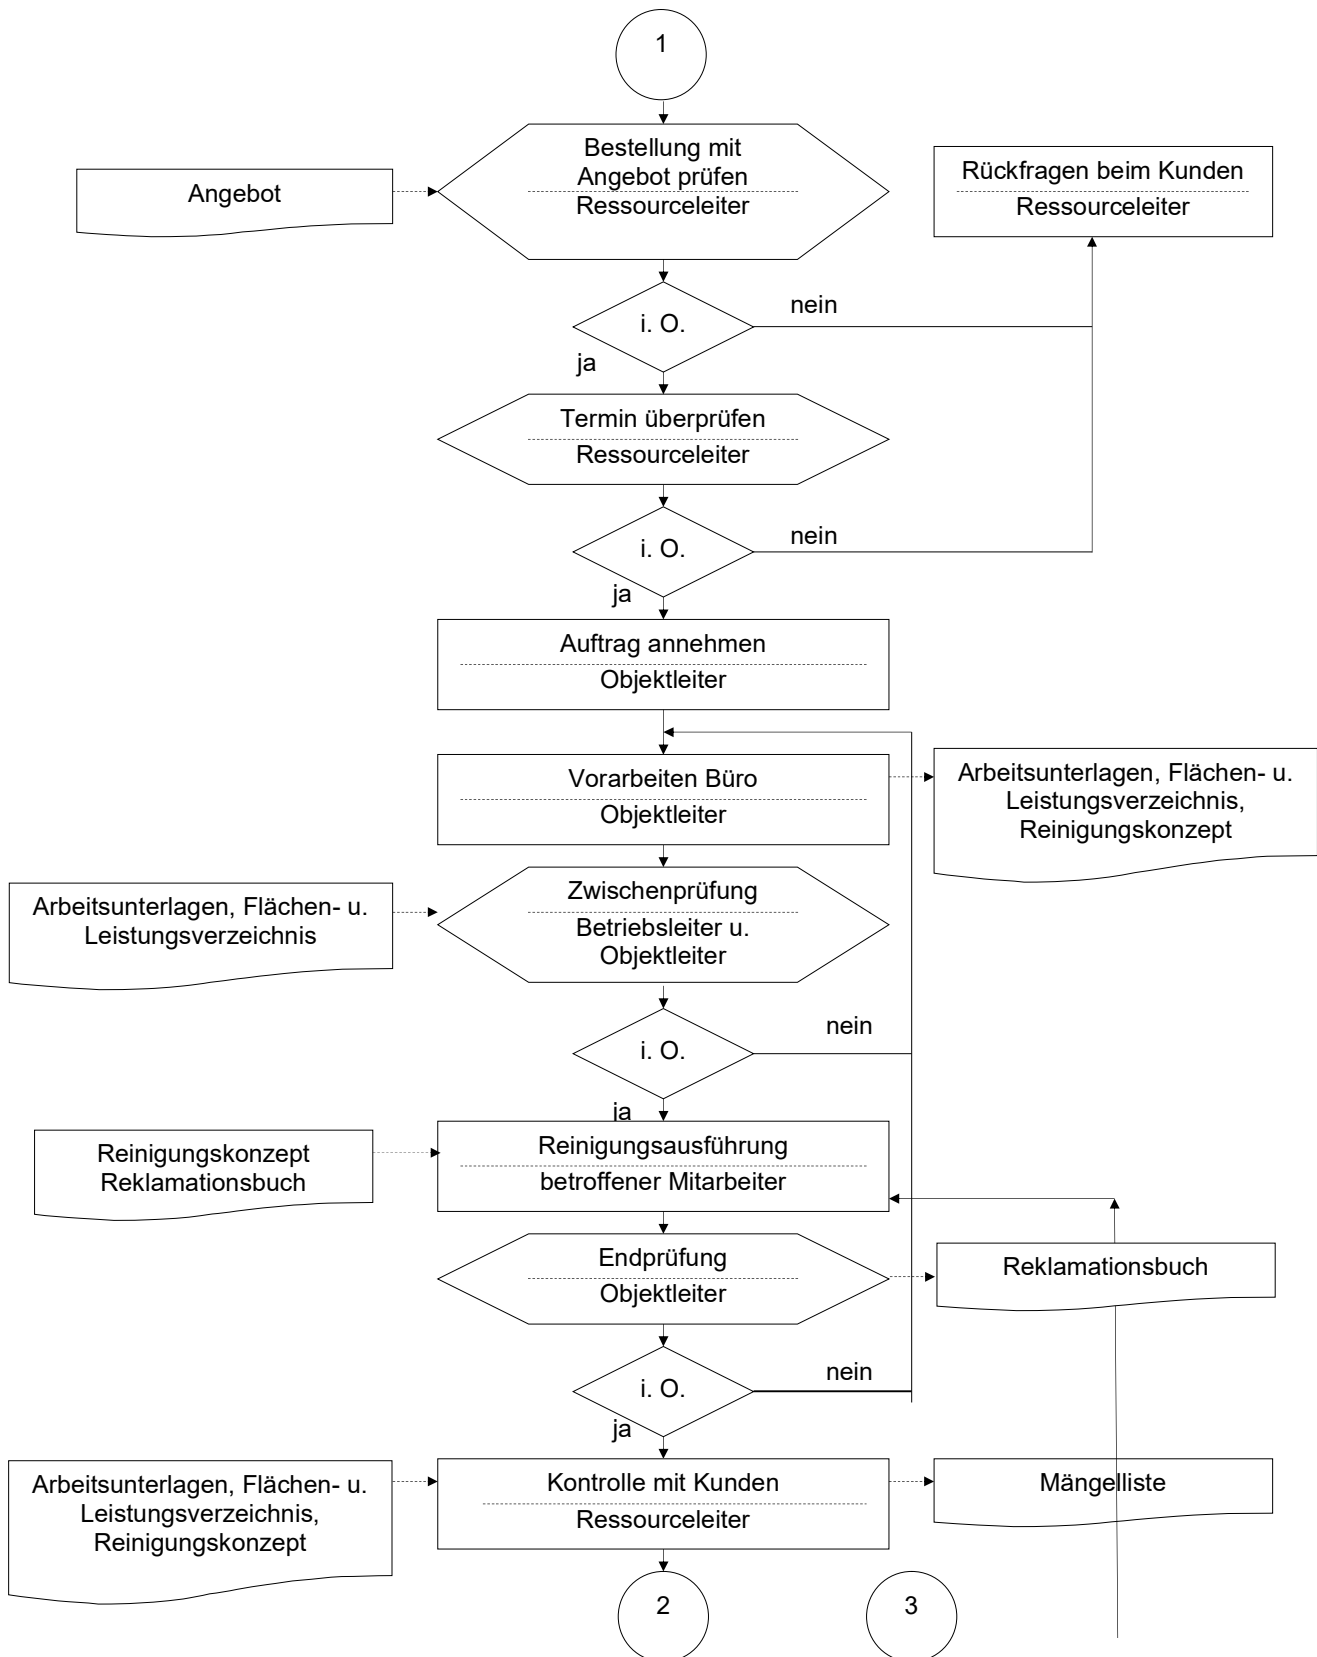 1
Bestellung mit
Angebot prüfen
Ressourceleiter
Angebot
Rückfragen beim Kunden
Ressourceleiter
i. O.
nein
ja
Termin überprüfen
Ressourceleiter
i. O.
nein
ja
Auftrag annehmen
Objektleiter
Vorarbeiten Büro
Objektleiter
Arbeitsunterlagen, Flächen- u.
Leistungsverzeichnis,
Reinigungskonzept
Arbeitsunterlagen, Flächen- u.
Leistungsverzeichnis
Zwischenprüfung
Betriebsleiter u.
Objektleiter
i. O.
nein
ja
Reinigungskonzept
Reklamationsbuch
Reinigungsausführung
betroffener Mitarbeiter
Endprüfung
Objektleiter
Reklamationsbuch
i. O.
nein
ja
Arbeitsunterlagen, Flächen- u.
Leistungsverzeichnis,
Reinigungskonzept
Kontrolle mit Kunden
Ressourceleiter
Mängelliste
2
3